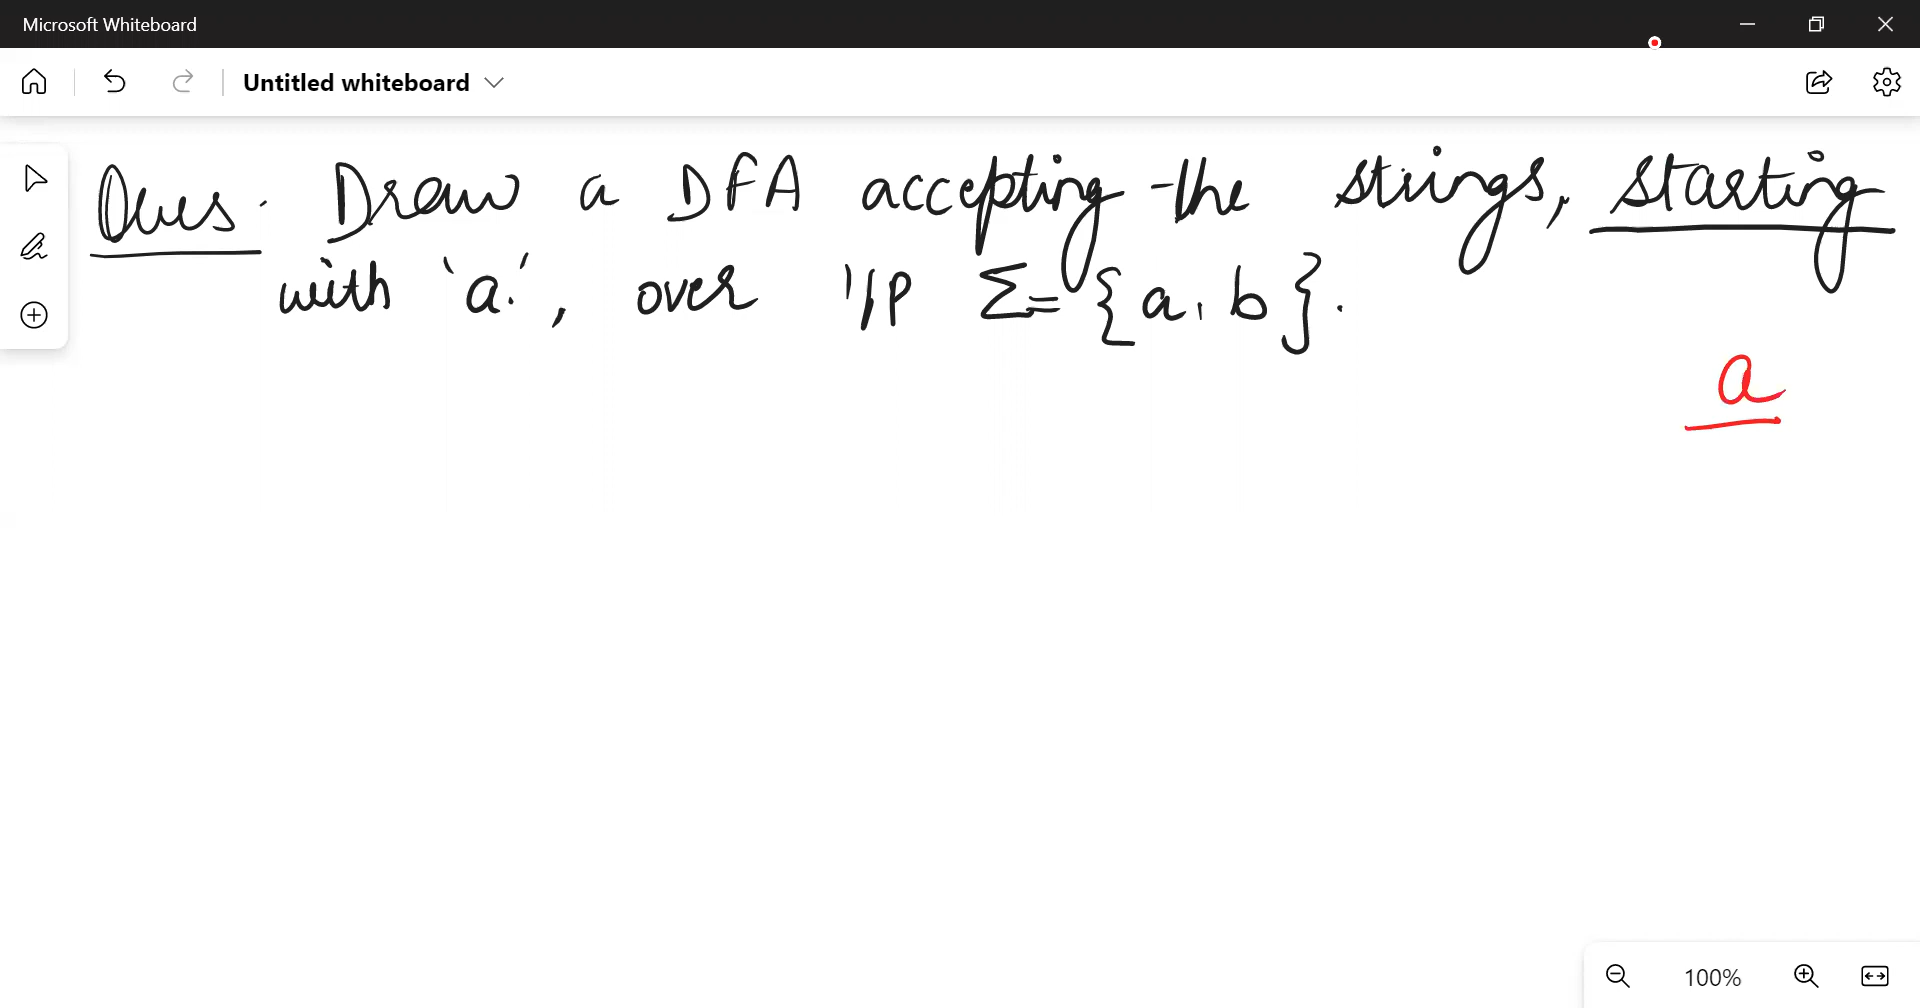 Microsoft Whiteboard
Untitled whiteboard
Ques. Draw a DFA accepting the strings, starting
with 'a', over i/p Σ= {a, b}.
a
100%